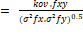 = kov.fxy / (σ²fx.σ²fy)^0.5